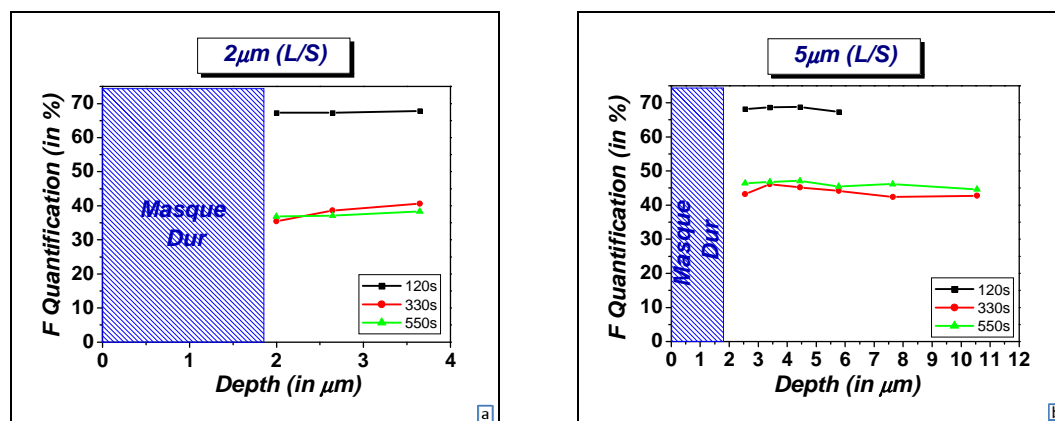 2μm (L/S)
F Quantification (in %)
70
60
50
40
30
20
10
0
Masque
Dur
120s
330s
550s
0 1 2 3 4
Depth (in μm)
a
5μm (L/S)
F Quantification (in %)
70
60
50
40
30
20
10
0
Masque
Dur
120s
330s
550s
0 1 2 3 4 5 6 7 8 9 10 11 12
Depth (in μm)
b